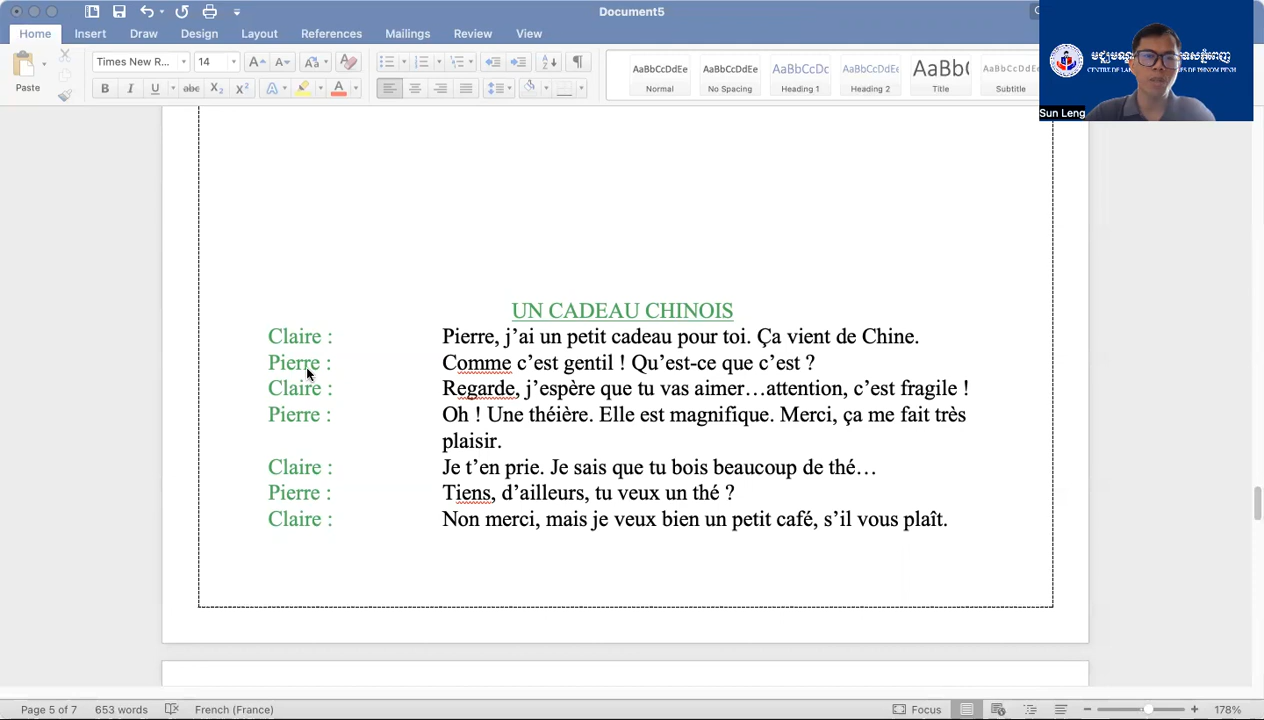 Document5
Home Insert Draw Design Layout References Mailings Review View
Times New R... 14
Paste
AaBbCcDdEe AaBbCcDdEe AaBbCcDc AaBbCcDdEe AaBb( AaBbCcDdEe
Normal No Spacing Heading 1 Heading 2 Title Subtitle
Sun Leng
UN CADEAU CHINOIS
Claire : Pierre, j’ai un petit cadeau pour toi. Ça vient de Chine.
Pierre : Comme c’est gentil ! Qu’est-ce que c’est ?
Claire : Regarde, j’espère que tu vas aimer…attention, c’est fragile !
Pierre : Oh ! Une théière. Elle est magnifique. Merci, ça me fait très
plaisir.
Claire : Je t’en prie. Je sais que tu bois beaucoup de thé…
Pierre : Tiens, d’ailleurs, tu veux un thé ?
Claire : Non merci, mais je veux bien un petit café, s’il vous plaît.
Page 5 of 7 653 words French (France) Focus 178%